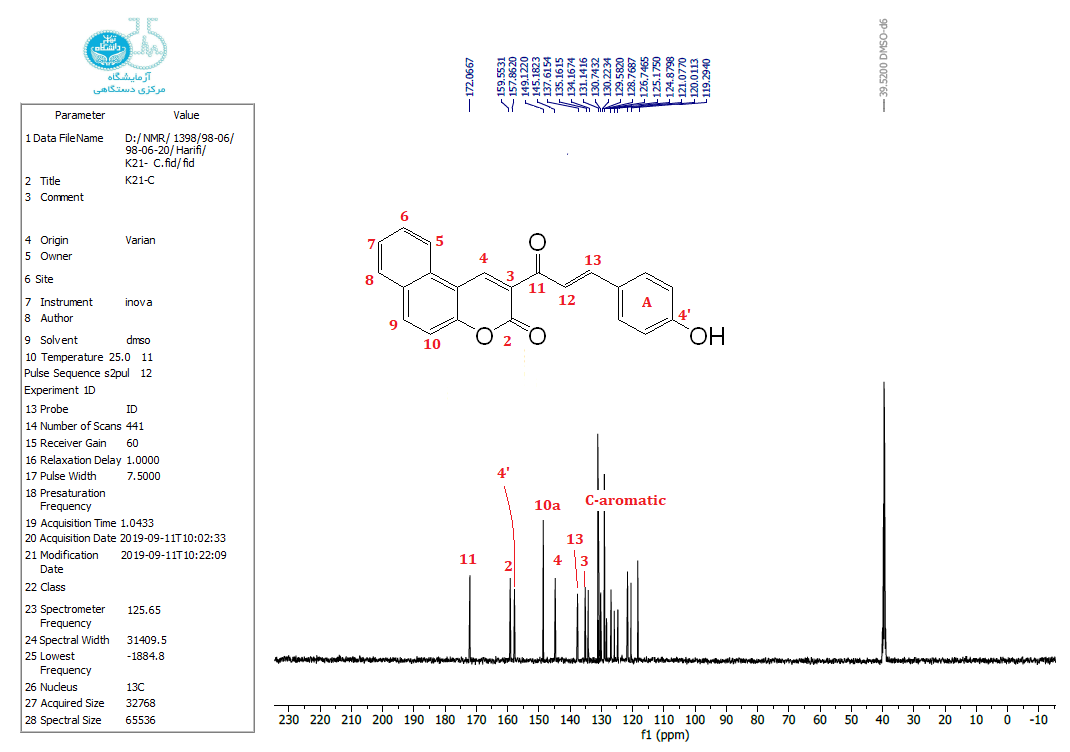 دانشگاه تهران
آزمایشگاه
مرکزی دستگاهی
Parameter Value
1 Data FileName D:/ NMR/ 1398/98-06/
98-06-20/ Harifi/
K21- C.fid/ fid
2 Title K21-C
3 Comment
4 Origin Varian
5 Owner
6 Site
7 Instrument inova
8 Author
9 Solvent dmso
10 Temperature 25.0 11
Pulse Sequence s2pul 12
Experiment 1D
13 Probe ID
14 Number of Scans 441
15 Receiver Gain 60
16 Relaxation Delay 1.0000
17 Pulse Width 7.5000
18 Presaturation
Frequency
19 Acquisition Time 1.0433
20 Acquisition Date 2019-09-11T10:02:33
21 Modification 2019-09-11T10:22:09
Date
22 Class
23 Spectrometer 125.65
Frequency
24 Spectral Width 31409.5
25 Lowest -1884.8
Frequency
26 Nucleus 13C
27 Acquired Size 32768
28 Spectral Size 65536
172.0667
159.5531
157.8620
149.1220
145.1823
137.6154
135.1615
134.1674
131.1416
130.7432
130.2234
129.5820
128.7687
126.7465
125.1750
124.8798
121.0770
120.0113
119.2940
39.5200 DMSO-d6
6
7 5
8
4
3
O
11
12
13
A
4'
OH
9
10
O
2
O
4'
10a
C-aromatic
11
2
4
13
3
230 220 210 200 190 180 170 160 150 140 130 120 110 100 90 80 70 60 50 40 30 20 10 0 -10
f1 (ppm)